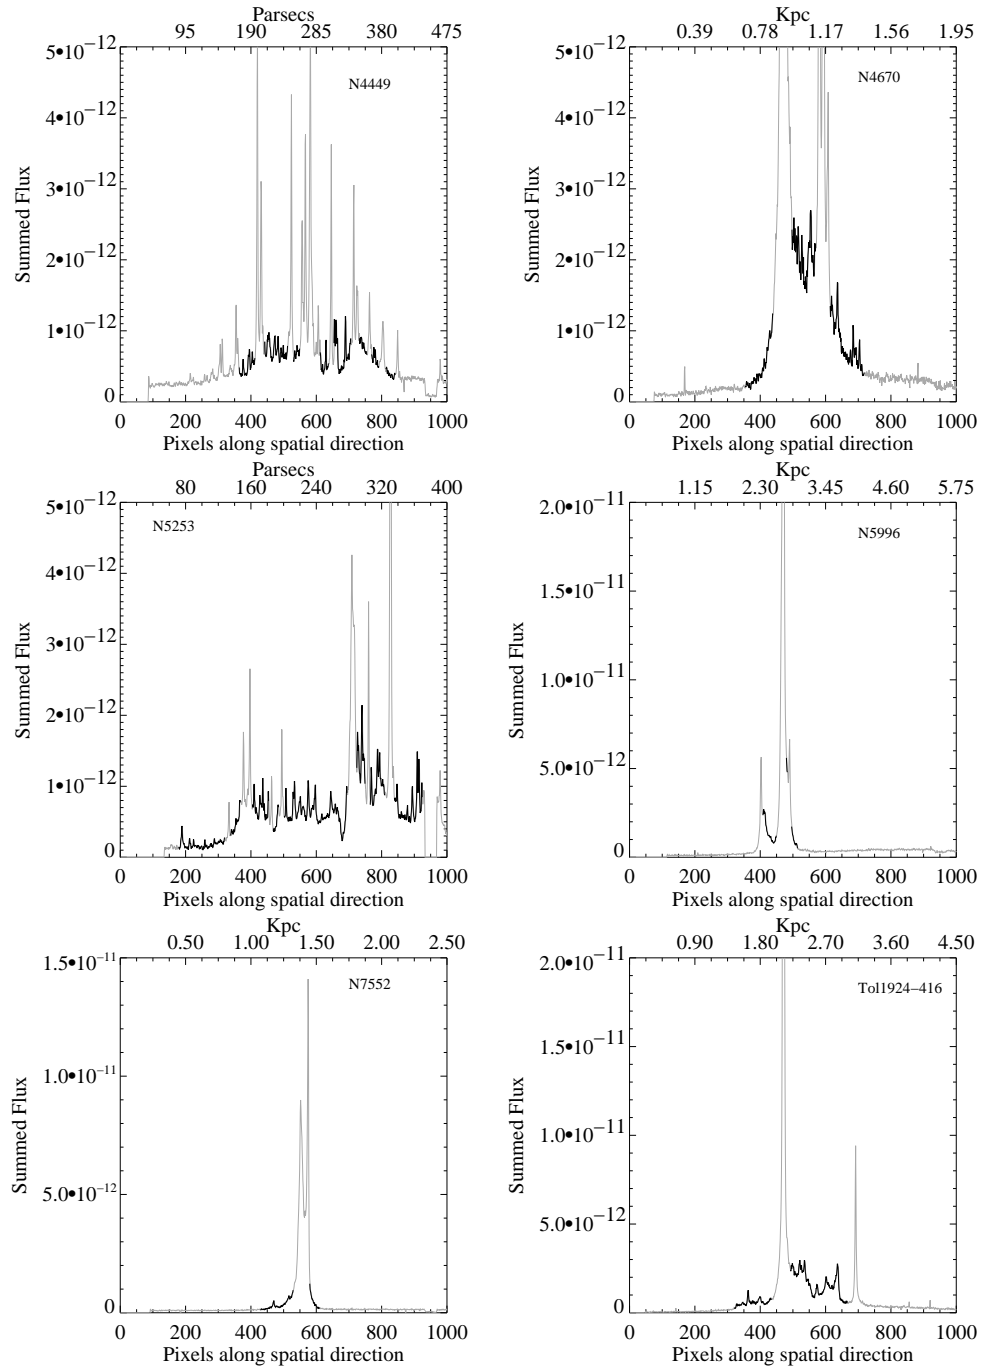 Parsecs
95 190 285 380 475
5•10−12
4•10−12
3•10−12
2•10−12
1•10−12
0
Summed Flux
N4449
0 200 400 600 800 1000
Pixels along spatial direction
Kpc
0.39 0.78 1.17 1.56 1.95
5•10−12
4•10−12
3•10−12
2•10−12
1•10−12
0
Summed Flux
N4670
0 200 400 600 800 1000
Pixels along spatial direction
Parsecs
80 160 240 320 400
5•10−12
4•10−12
3•10−12
2•10−12
1•10−12
0
Summed Flux
N5253
0 200 400 600 800 1000
Pixels along spatial direction
Kpc
1.15 2.30 3.45 4.60 5.75
2.0•10−11
1.5•10−11
1.0•10−11
5.0•10−12
0
Summed Flux
N5996
0 200 400 600 800 1000
Pixels along spatial direction
Kpc
0.50 1.00 1.50 2.00 2.50
1.5•10−11
1.0•10−11
5.0•10−12
0
Summed Flux
N7552
0 200 400 600 800 1000
Pixels along spatial direction
Kpc
0.90 1.80 2.70 3.60 4.50
2.0•10−11
1.5•10−11
1.0•10−11
5.0•10−12
0
Summed Flux
Tol1924−416
0 200 400 600 800 1000
Pixels along spatial direction